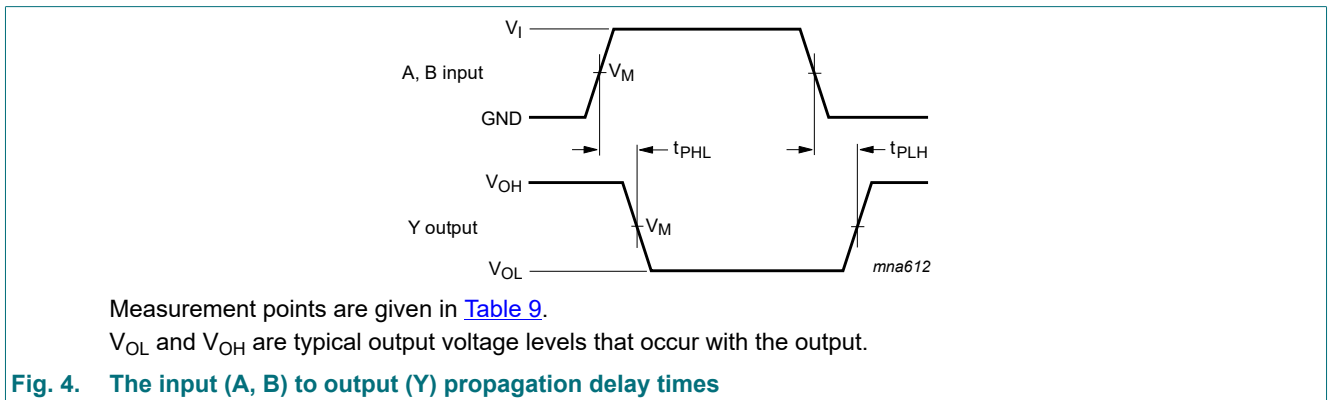 V_I
A, B input
V_M
GND
t_PHL
t_PLH
V_OH
Y output
V_M
V_OL
mna612
Measurement points are given in Table 9.
V_OL and V_OH are typical output voltage levels that occur with the output.
Fig. 4. The input (A, B) to output (Y) propagation delay times